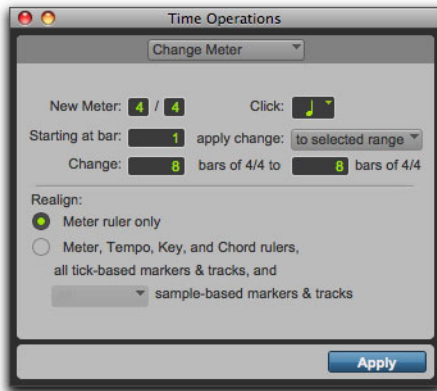 Time Operations
Change Meter
New Meter: 4 / 4 Click:
Starting at bar: 1 apply change: to selected range
Change: 8 bars of 4/4 to 8 bars of 4/4
Realign:
Meter ruler only
Meter, Tempo, Key, and Chord rulers,
all tick-based markers & tracks, and
sample-based markers & tracks
Apply